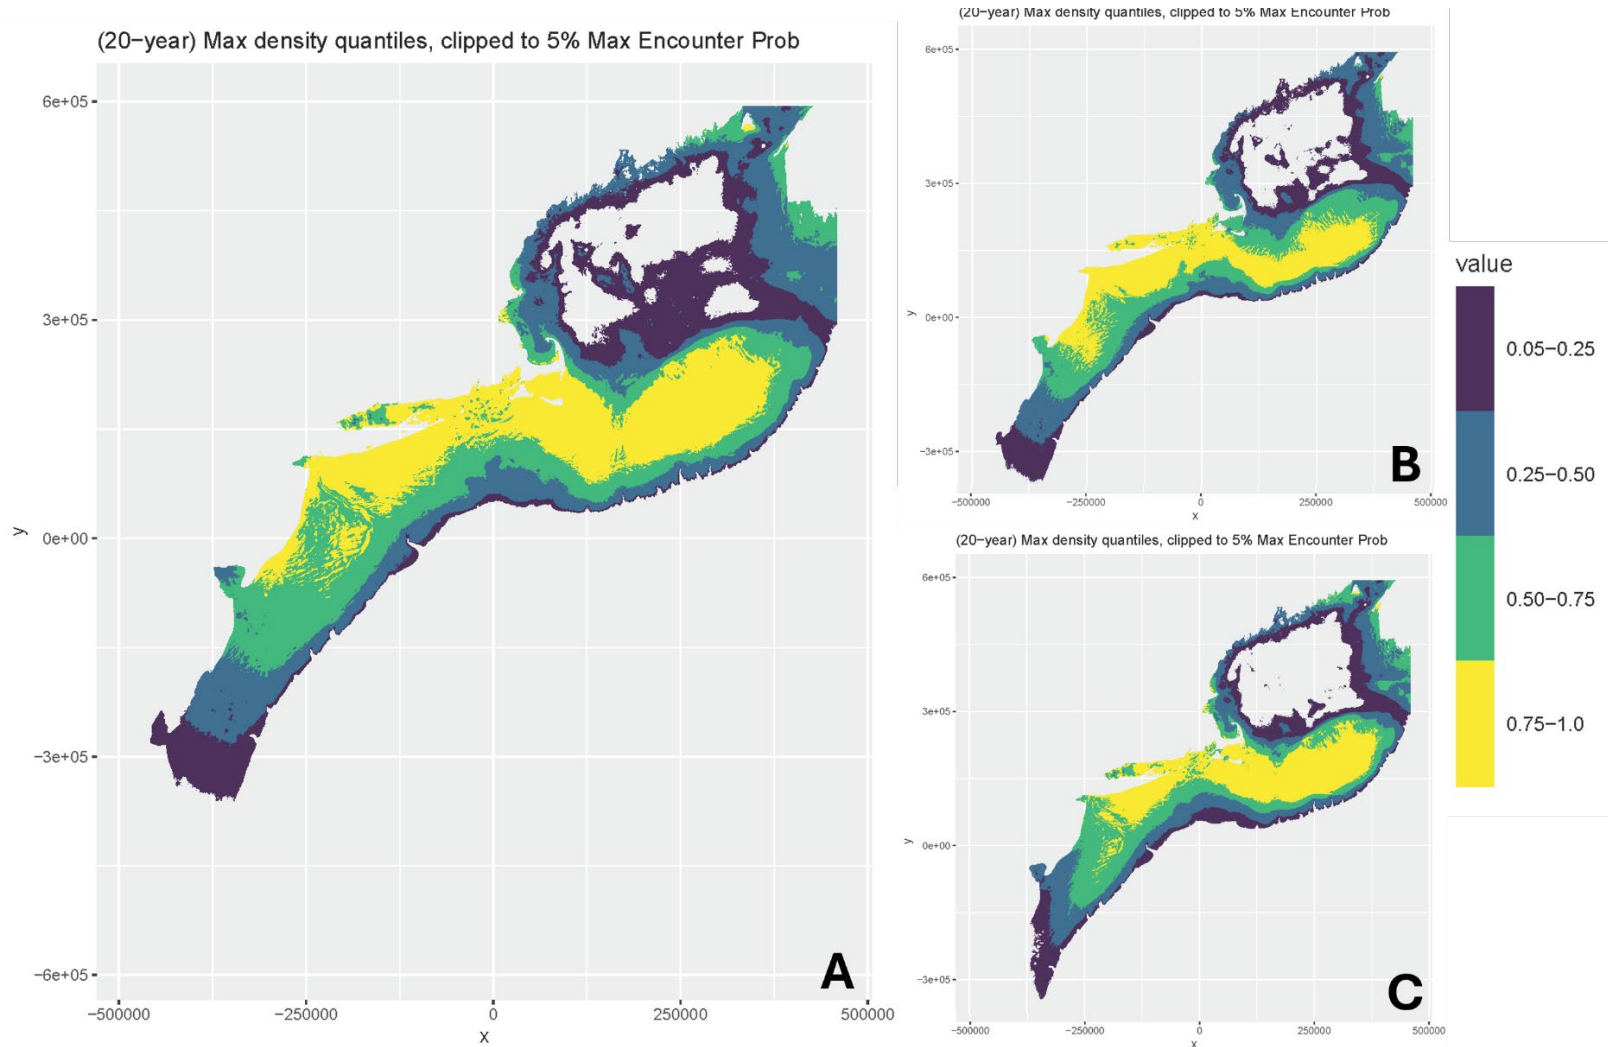 (20−year) Max density quantiles, clipped to 5% Max Encounter Prob
6e+05
3e+05
0e+00
−3e+05
−6e+05
y
−500000 −250000 0 250000 500000
x
A
(20−year) Max density quantiles, clipped to 5% Max Encounter Prob
6e+05
3e+05
0e+00
−3e+05
y
−500000 −250000 0 250000 500000
x
B
(20−year) Max density quantiles, clipped to 5% Max Encounter Prob
6e+05
3e+05
0e+00
−3e+05
y
−500000 −250000 0 250000 500000
x
C
value
0.05−0.25
0.25−0.50
0.50−0.75
0.75−1.0